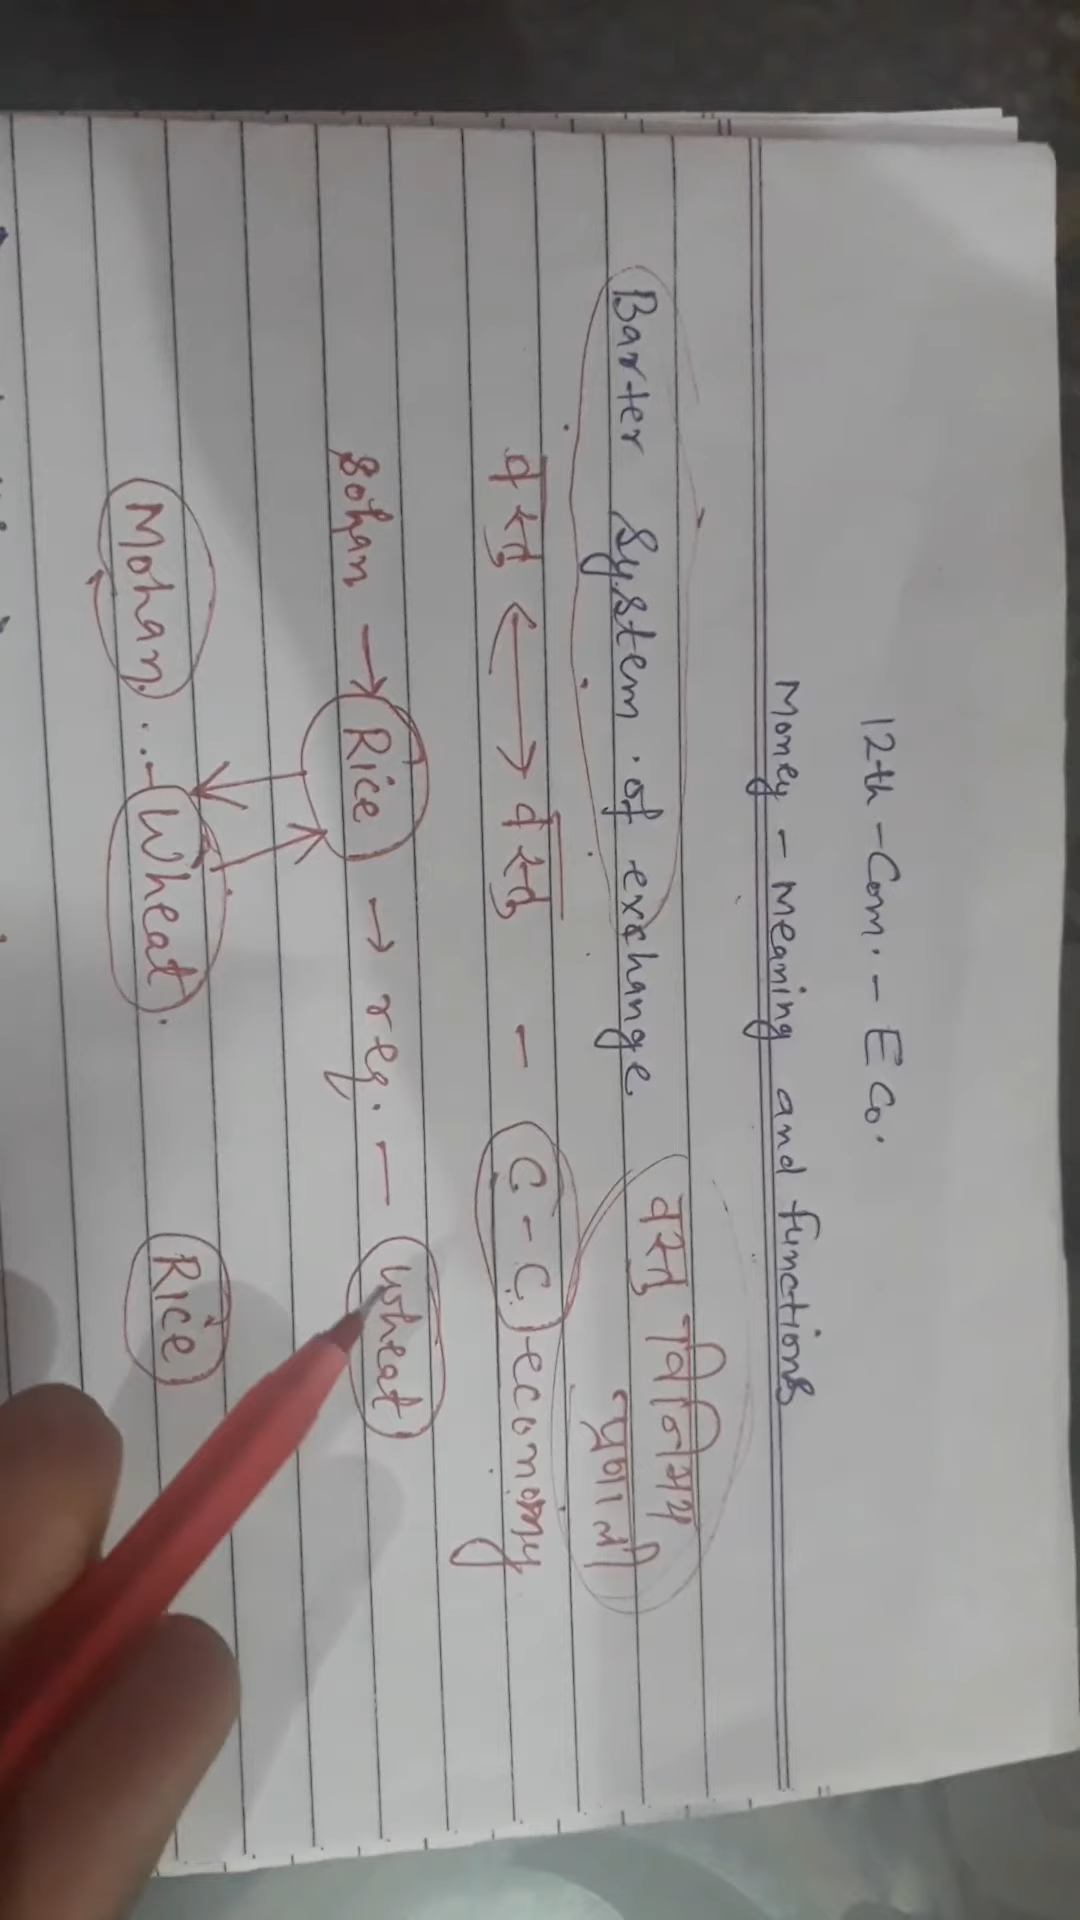 12th - Com. - Eco.
Money - meaning and functions
Barter System of exchange वस्तु विनिमय
प्रणाली
वस्तु ⟷ वस्तु - C-C economy
Sohan → Rice → req. - Wheat
Mohan...- Wheat. Rice